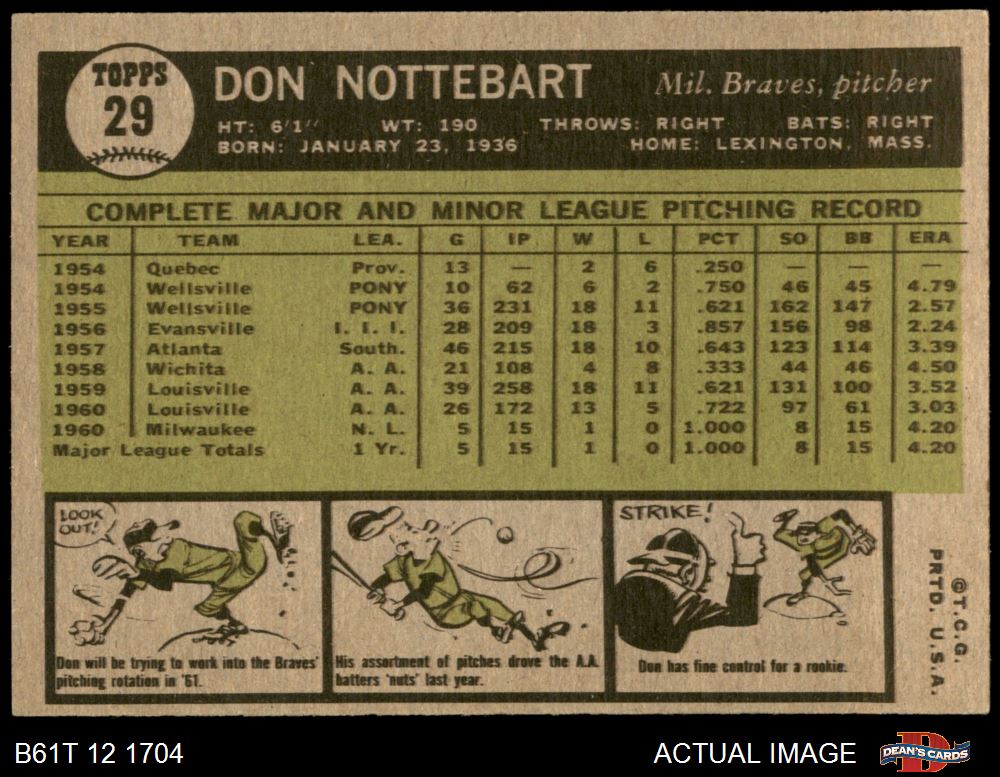 TOPPS
29
DON NOTTEBART Mil. Braves, pitcher
HT: 6'1" WT: 190 THROWS: RIGHT BATS: RIGHT
BORN: JANUARY 23, 1936 HOME: LEXINGTON, MASS.
COMPLETE MAJOR AND MINOR LEAGUE PITCHING RECORD
YEAR TEAM LEA. G IP W L PCT SO BB ERA
1954 Quebec Prov. 13 — 2 6 .250 — — —
1954 Wellsville PONY 10 62 6 2 .750 46 45 4.79
1955 Wellsville PONY 36 231 18 11 .621 162 147 2.57
1956 Evansville I. I. I. 28 209 18 3 .857 156 98 2.24
1957 Atlanta South. 46 215 18 10 .643 123 114 3.39
1958 Wichita A. A. 21 108 4 8 .333 44 46 4.50
1959 Louisville A. A. 39 258 18 11 .621 131 100 3.52
1960 Louisville A. A. 26 172 13 5 .722 97 61 3.03
1960 Milwaukee N. L. 5 15 1 0 1.000 8 15 4.20
Major League Totals 1 Yr. 5 15 1 0 1.000 8 15 4.20
LOOK
OUT!
Don will be trying to work into the Braves'
pitching rotation in '61.
His assortment of pitches drove the A.A.
batters 'nuts' last year.
STRIKE!
Don has fine control for a rookie.
©T.C.G.
PRTD. U.S.A.
B61T 12 1704 ACTUAL IMAGE
DEAN'S CARDS